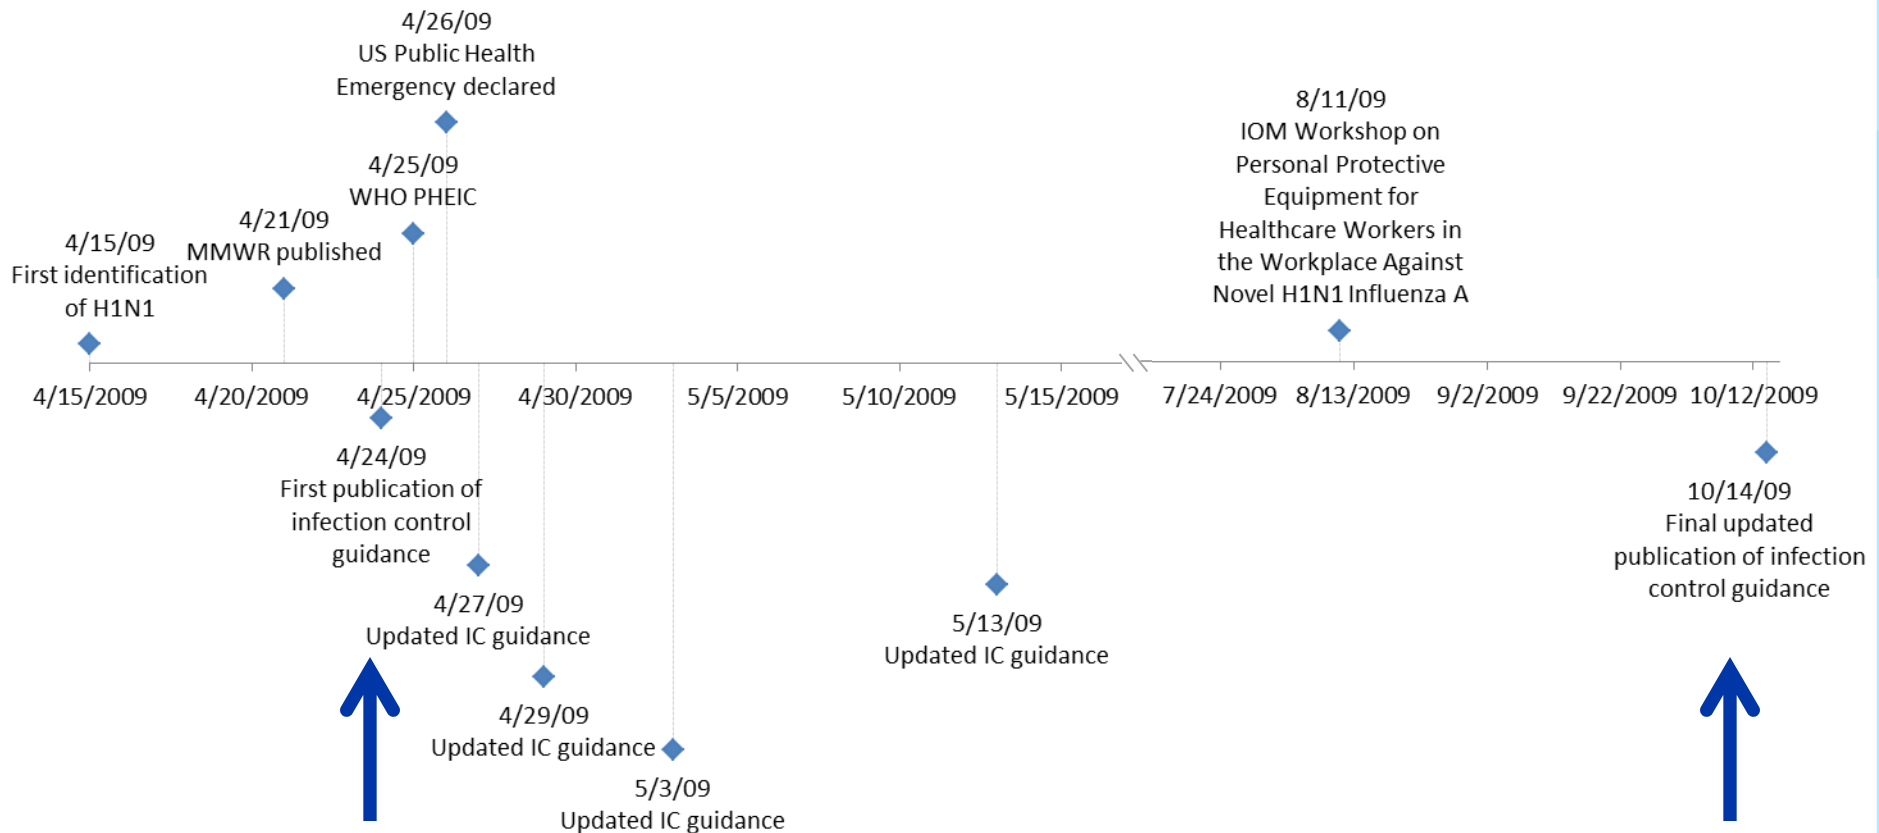 4/26/09
US Public Health
Emergency declared
4/25/09
WHO PHEIC
4/21/09
MMWR published
4/15/09
First identification
of H1N1
8/11/09
IOM Workshop on
Personal Protective
Equipment for
Healthcare Workers in
the Workplace Against
Novel H1N1 Influenza A
4/15/2009 4/20/2009 4/25/2009 4/30/2009 5/5/2009 5/10/2009 5/15/2009 7/24/2009 8/13/2009 9/2/2009 9/22/2009 10/12/2009
4/24/09
First publication of
infection control
guidance
4/27/09
Updated IC guidance
4/29/09
Updated IC guidance
5/3/09
Updated IC guidance
5/13/09
Updated IC guidance
10/14/09
Final updated
publication of infection
control guidance